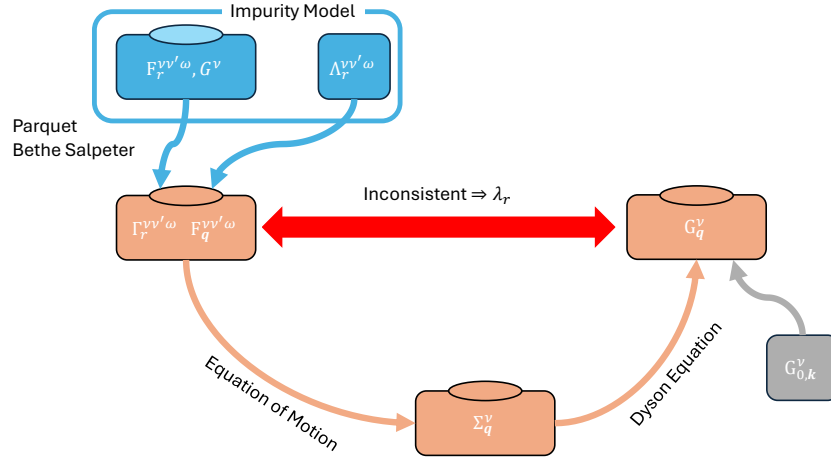 Impurity Model
F_r^{νν′ω}, G^ν
Λ_r^{νν′ω}
Parquet
Bethe Salpeter
Inconsistent ⇒ λ_r
Γ_r^{νν′ω} F_q^{νν′ω}
G_q^ν
G_{0,k}^ν
Equation of Motion
Dyson Equation
Σ_q^ν